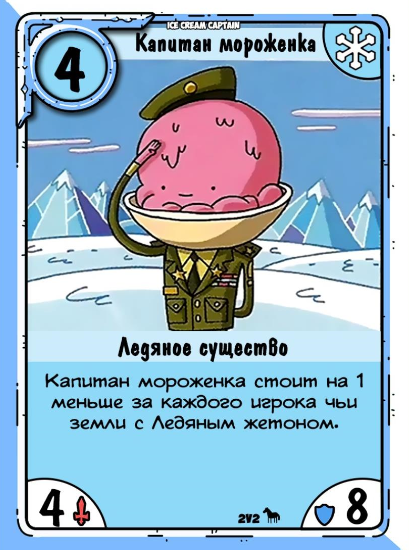 ICE CREAM CAPTAIN
4
Капитан мороженка
Ледяное существо
Капитан мороженка стоит на 1
меньше за каждого игрока чьи
земли с Ледяным жетоном.
4
2V2
8